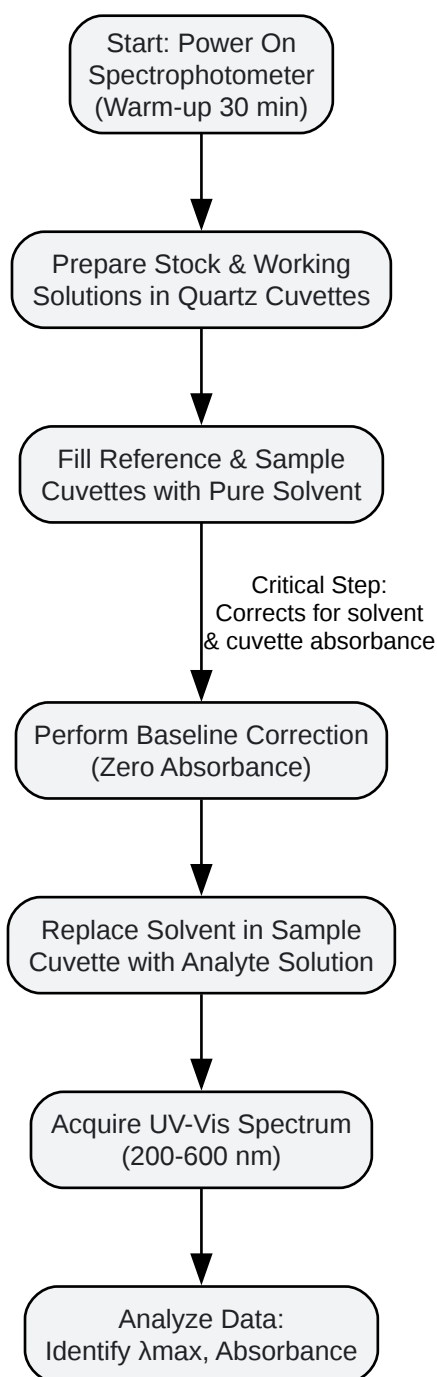 Start: Power On
Spectrophotometer
(Warm-up 30 min)
Prepare Stock & Working
Solutions in Quartz Cuvettes
Fill Reference & Sample
Cuvettes with Pure Solvent
Critical Step:
Corrects for solvent
& cuvette absorbance
Perform Baseline Correction
(Zero Absorbance)
Replace Solvent in Sample
Cuvette with Analyte Solution
Acquire UV-Vis Spectrum
(200-600 nm)
Analyze Data:
Identify λmax, Absorbance